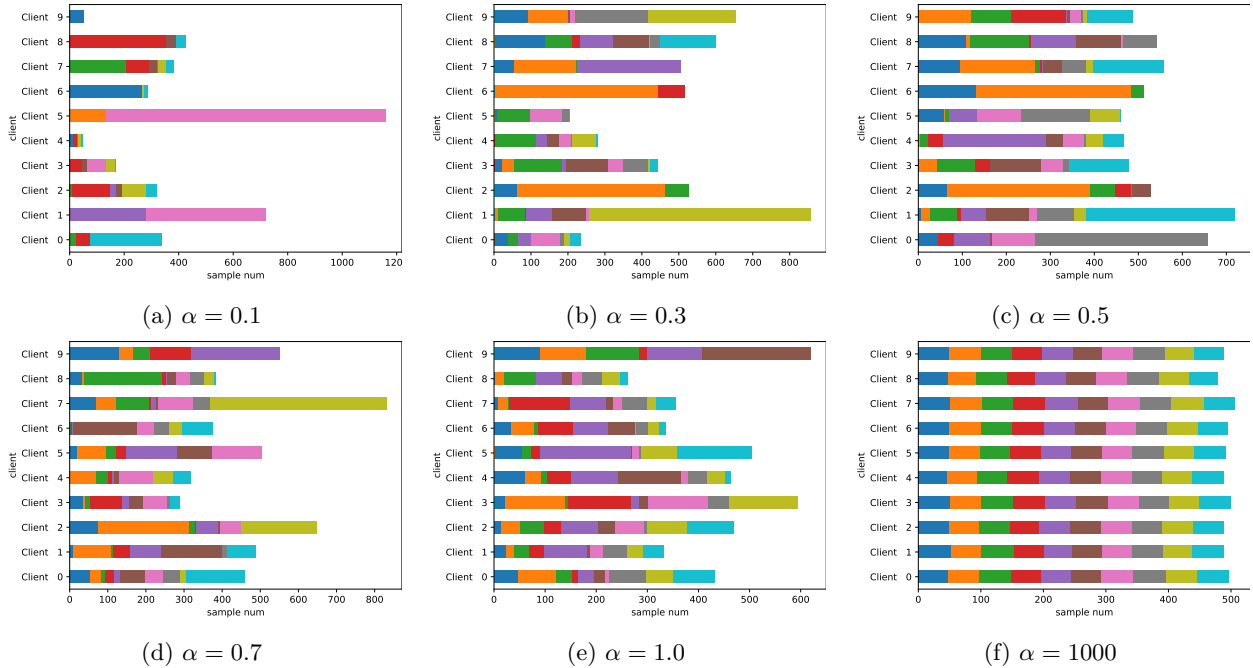 Client 9
Client 8
Client 7
Client 6
Client 5
Client 4
Client 3
Client 2
Client 1
Client 0
client
0 200 400 600 800 1000 120
sample num
(a) α = 0.1
Client 9
Client 8
Client 7
Client 6
Client 5
Client 4
Client 3
Client 2
Client 1
Client 0
client
0 100 200 300 400 500 600 700 800
sample num
(b) α = 0.3
Client 9
Client 8
Client 7
Client 6
Client 5
Client 4
Client 3
Client 2
Client 1
Client 0
client
0 100 200 300 400 500 600 700
sample num
(c) α = 0.5
Client 9
Client 8
Client 7
Client 6
Client 5
Client 4
Client 3
Client 2
Client 1
Client 0
client
0 100 200 300 400 500 600 700 800
sample num
(d) α = 0.7
Client 9
Client 8
Client 7
Client 6
Client 5
Client 4
Client 3
Client 2
Client 1
Client 0
client
0 100 200 300 400 500 600
sample num
(e) α = 1.0
Client 9
Client 8
Client 7
Client 6
Client 5
Client 4
Client 3
Client 2
Client 1
Client 0
client
0 100 200 300 400 500
sample num
(f) α = 1000